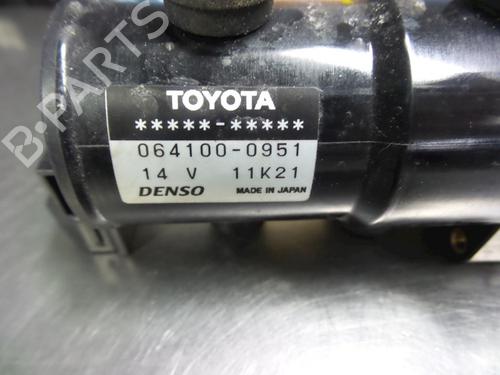 TOYOTA
*****-*****
064100-0951
14 V 11K21
DENSO MADE IN JAPAN
B-PARTS